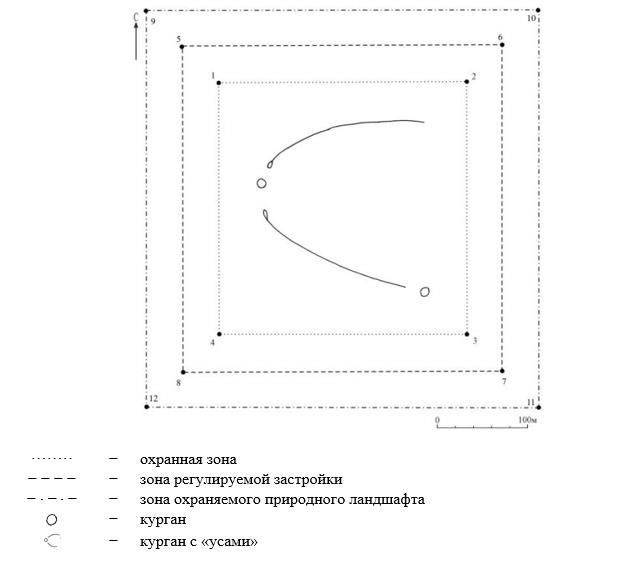 С
9
10
5
6
1
2
4
3
8
7
12
11
0
100м
– охранная зона
– зона регулируемой застройки
– зона охраняемого природного ландшафта
– курган
– курган с «усами»